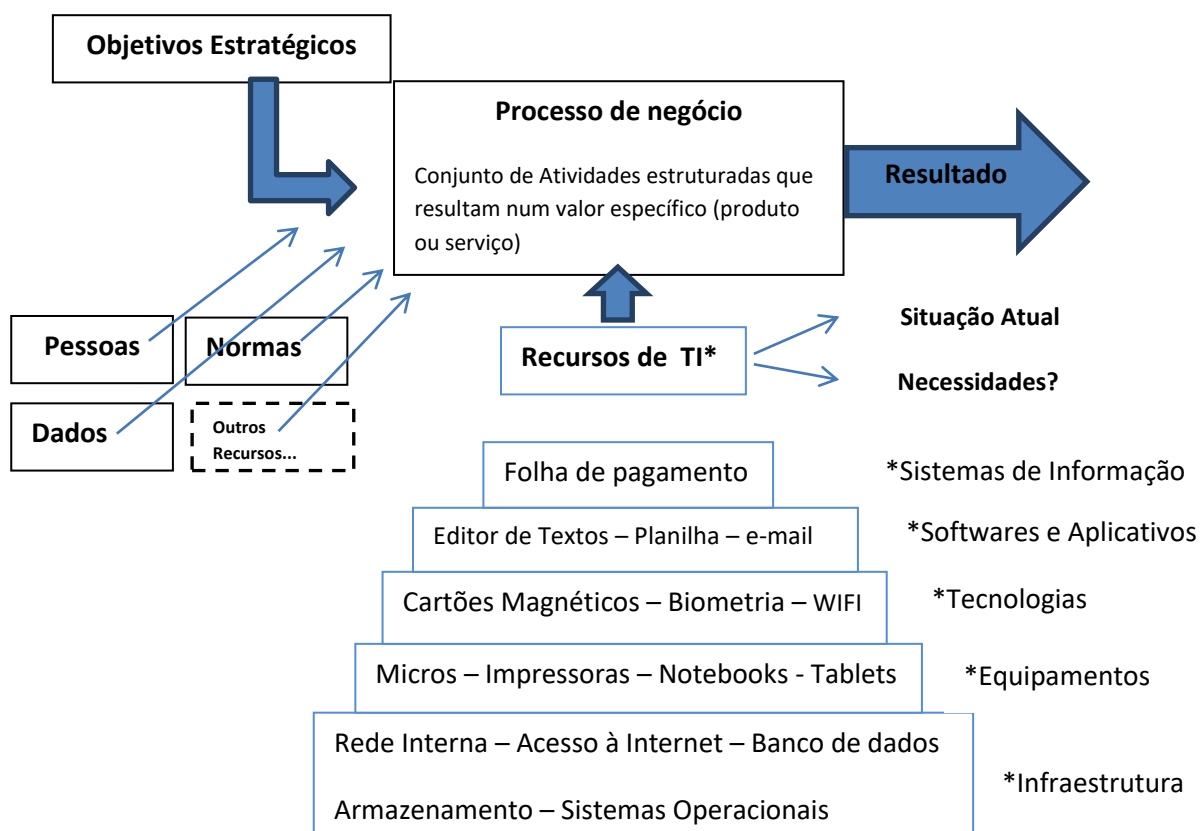 Objetivos Estratégicos
Processo de negócio
Conjunto de Atividades estruturadas que
resultam num valor específico (produto
ou serviço)
Resultado
Pessoas
Normas
Dados
Outros
Recursos...
Recursos de TI*
Situação Atual
Necessidades?
Folha de pagamento
*Sistemas de Informação
Editor de Textos – Planilha – e-mail
*Softwares e Aplicativos
Cartões Magnéticos – Biometria – WIFI
*Tecnologias
Micros – Impressoras – Notebooks - Tablets
*Equipamentos
Rede Interna – Acesso à Internet – Banco de dados
Armazenamento – Sistemas Operacionais
*Infraestrutura